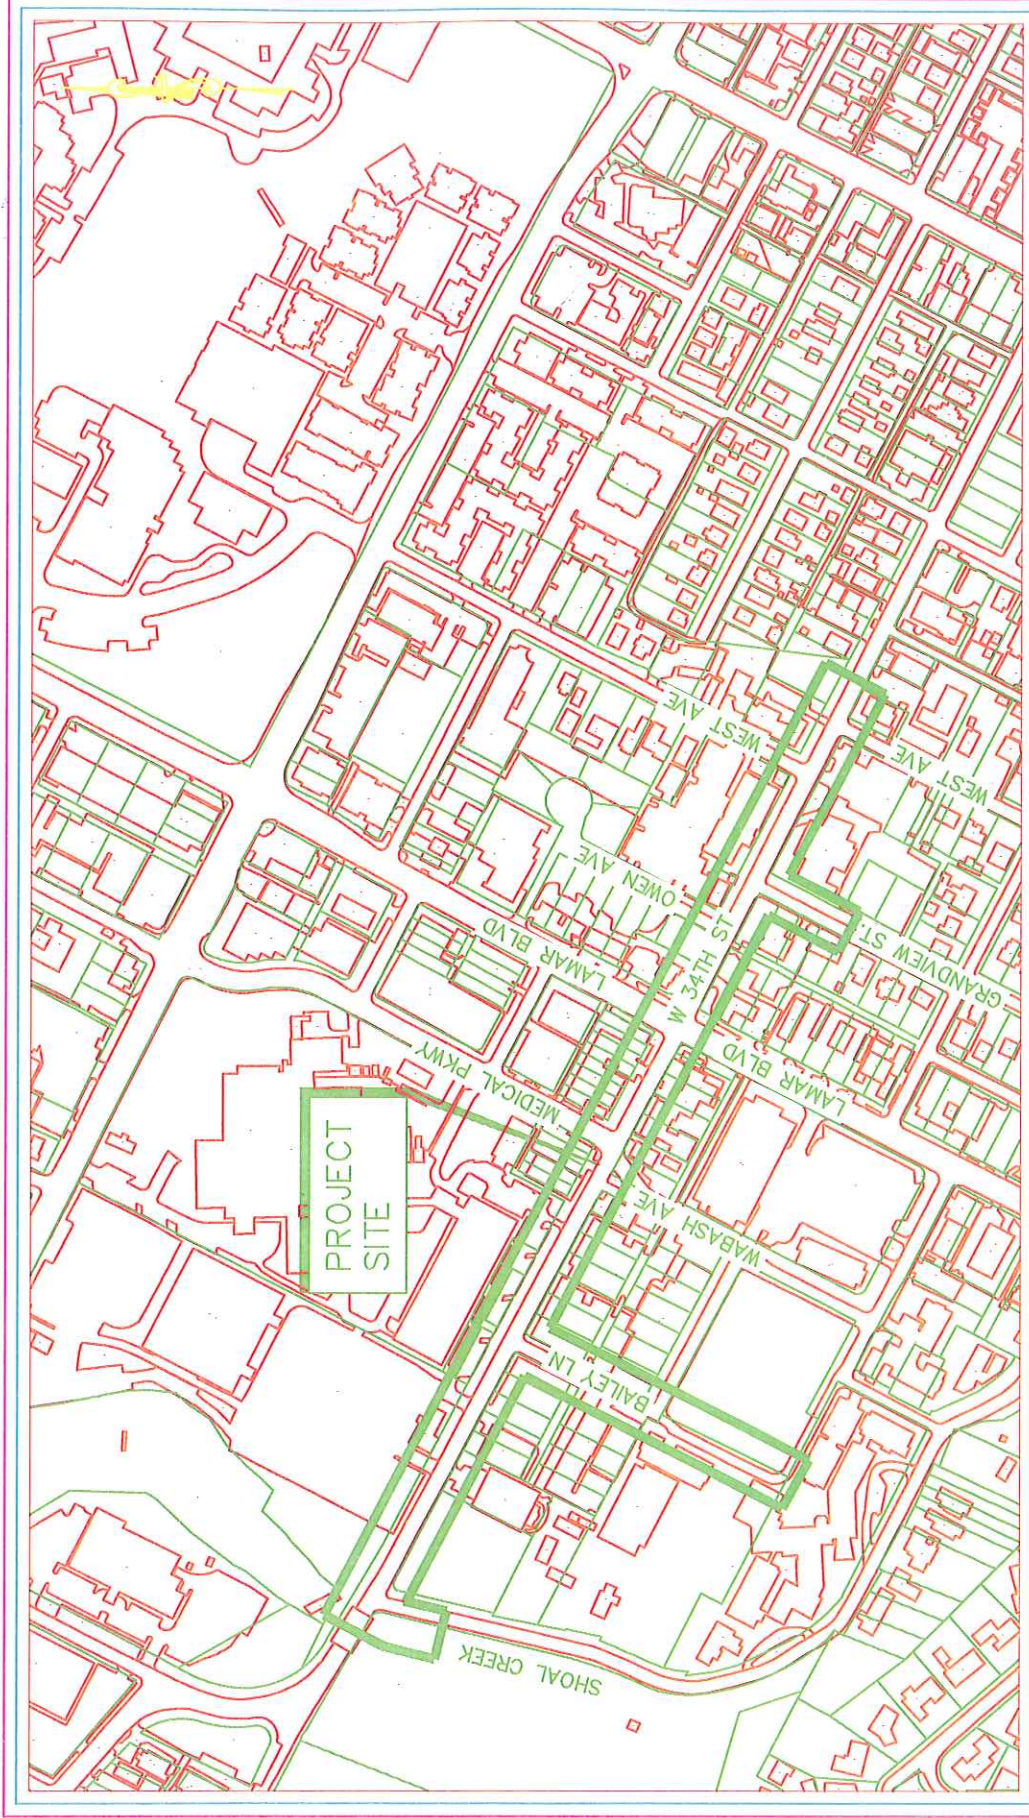 PROJECT
SITE
MEDICAL PKWY
LAMAR BLVD
OWEN AVE
WEST AVE
W 34TH ST.
WEST AVE
GRANDVIEW ST.
LAMAR BLVD
WABASH AVE
BAILEY LN
SHOAL CREEK